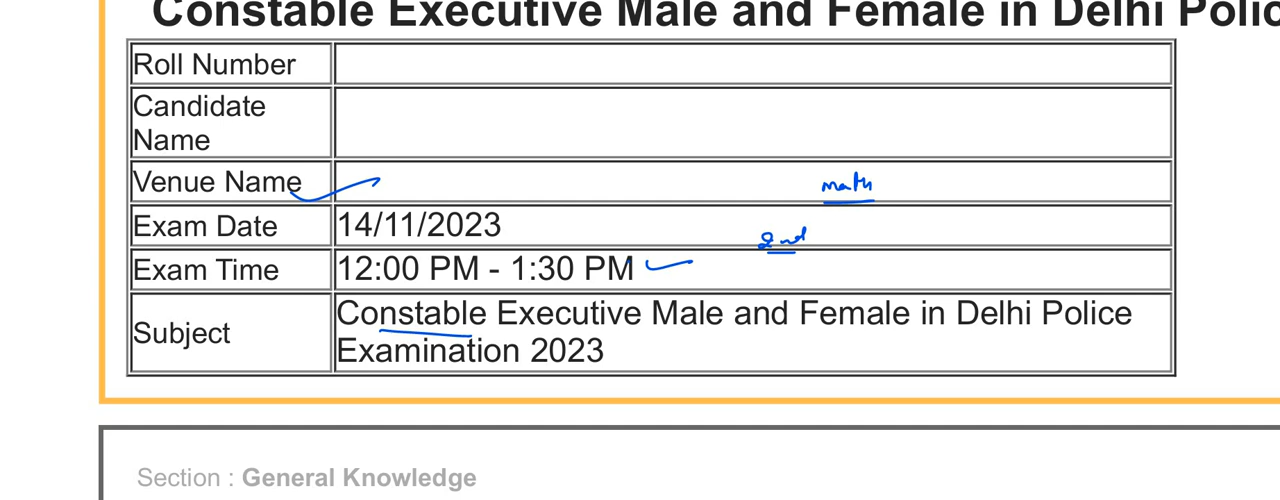 Constable Executive Male and Female in Delhi Polic
Roll Number
Candidate
Name
Venue Name
math
Exam Date 14/11/2023
2nd
Exam Time 12:00 PM - 1:30 PM
Subject Constable Executive Male and Female in Delhi Police
Examination 2023
Section : General Knowledge